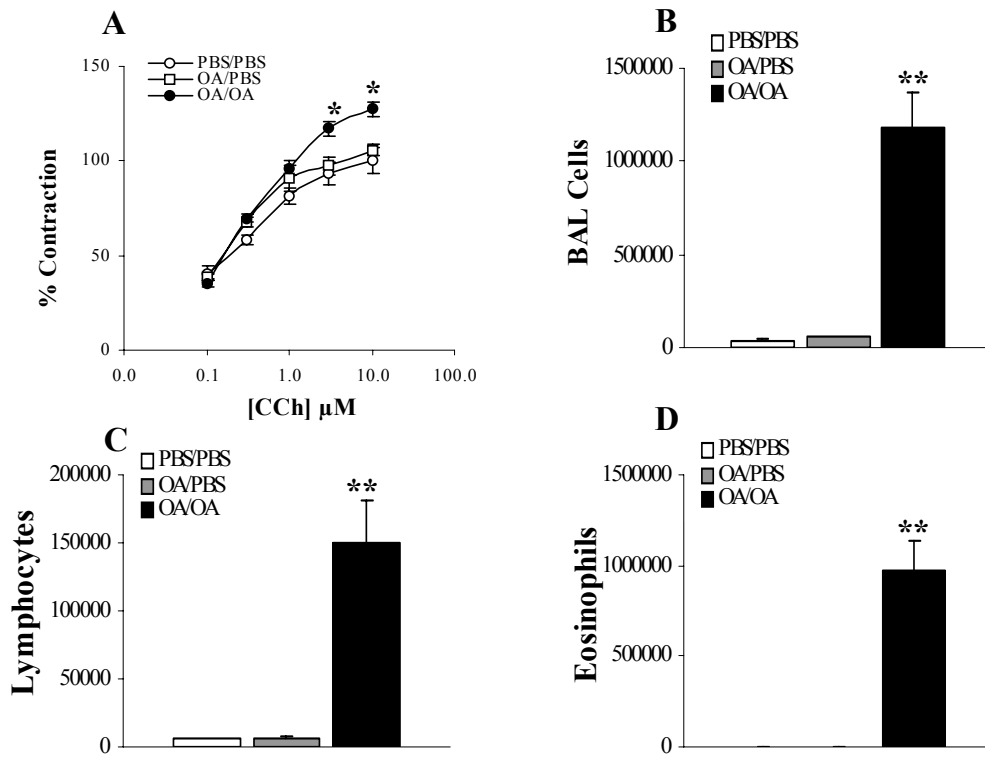 A
PBS/PBS
OA/PBS
OA/OA
150
100
50
0
% Contraction
* *
0.0 0.1 1.0 10.0 100.0
[CCh] µM
B
PBS/PBS
OA/PBS
OA/OA
1500000
1000000
500000
0
BAL Cells
**
C
PBS/PBS
OA/PBS
OA/OA
200000
150000
100000
50000
0
Lymphocytes
**
D
PBS/PBS
OA/PBS
OA/OA
1500000
1000000
500000
0
Eosinophils
**